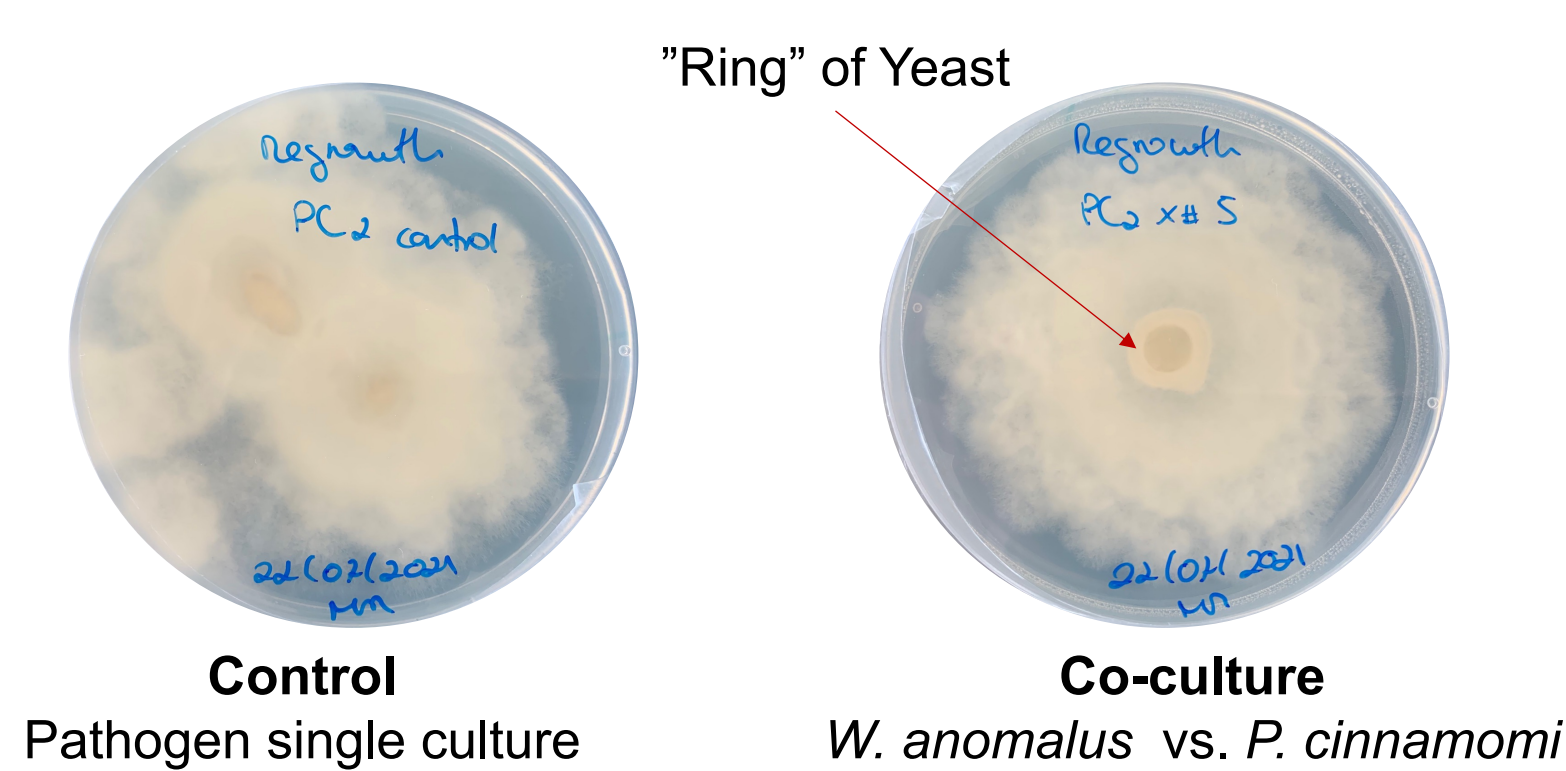 ”Ring” of Yeast
Regrowth
PC2 control
22/07/2021
MM
Regrowth
PC2 x# 5
22/07/2021
Control
Pathogen single culture
Co-culture
W. anomalus vs. P. cinnamomi